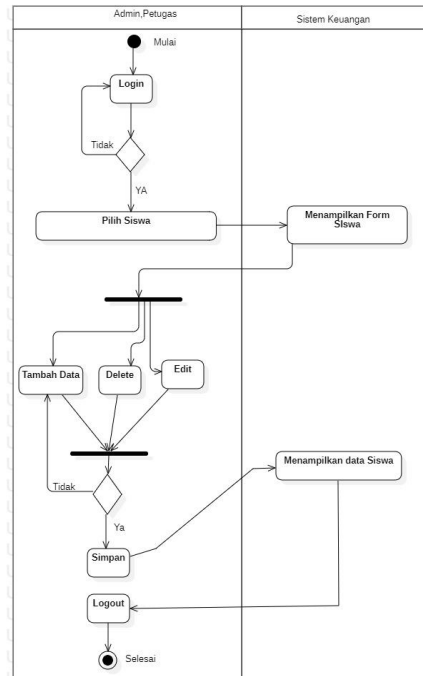 Admin,Petugas
Sistem Keuangan
Mulai
Login
Tidak
YA
Pilih Siswa
Menampilkan Form
SIswa
Tambah Data
Delete
Edit
Menampilkan data Siswa
Tidak
Ya
Simpan
Logout
Selesai